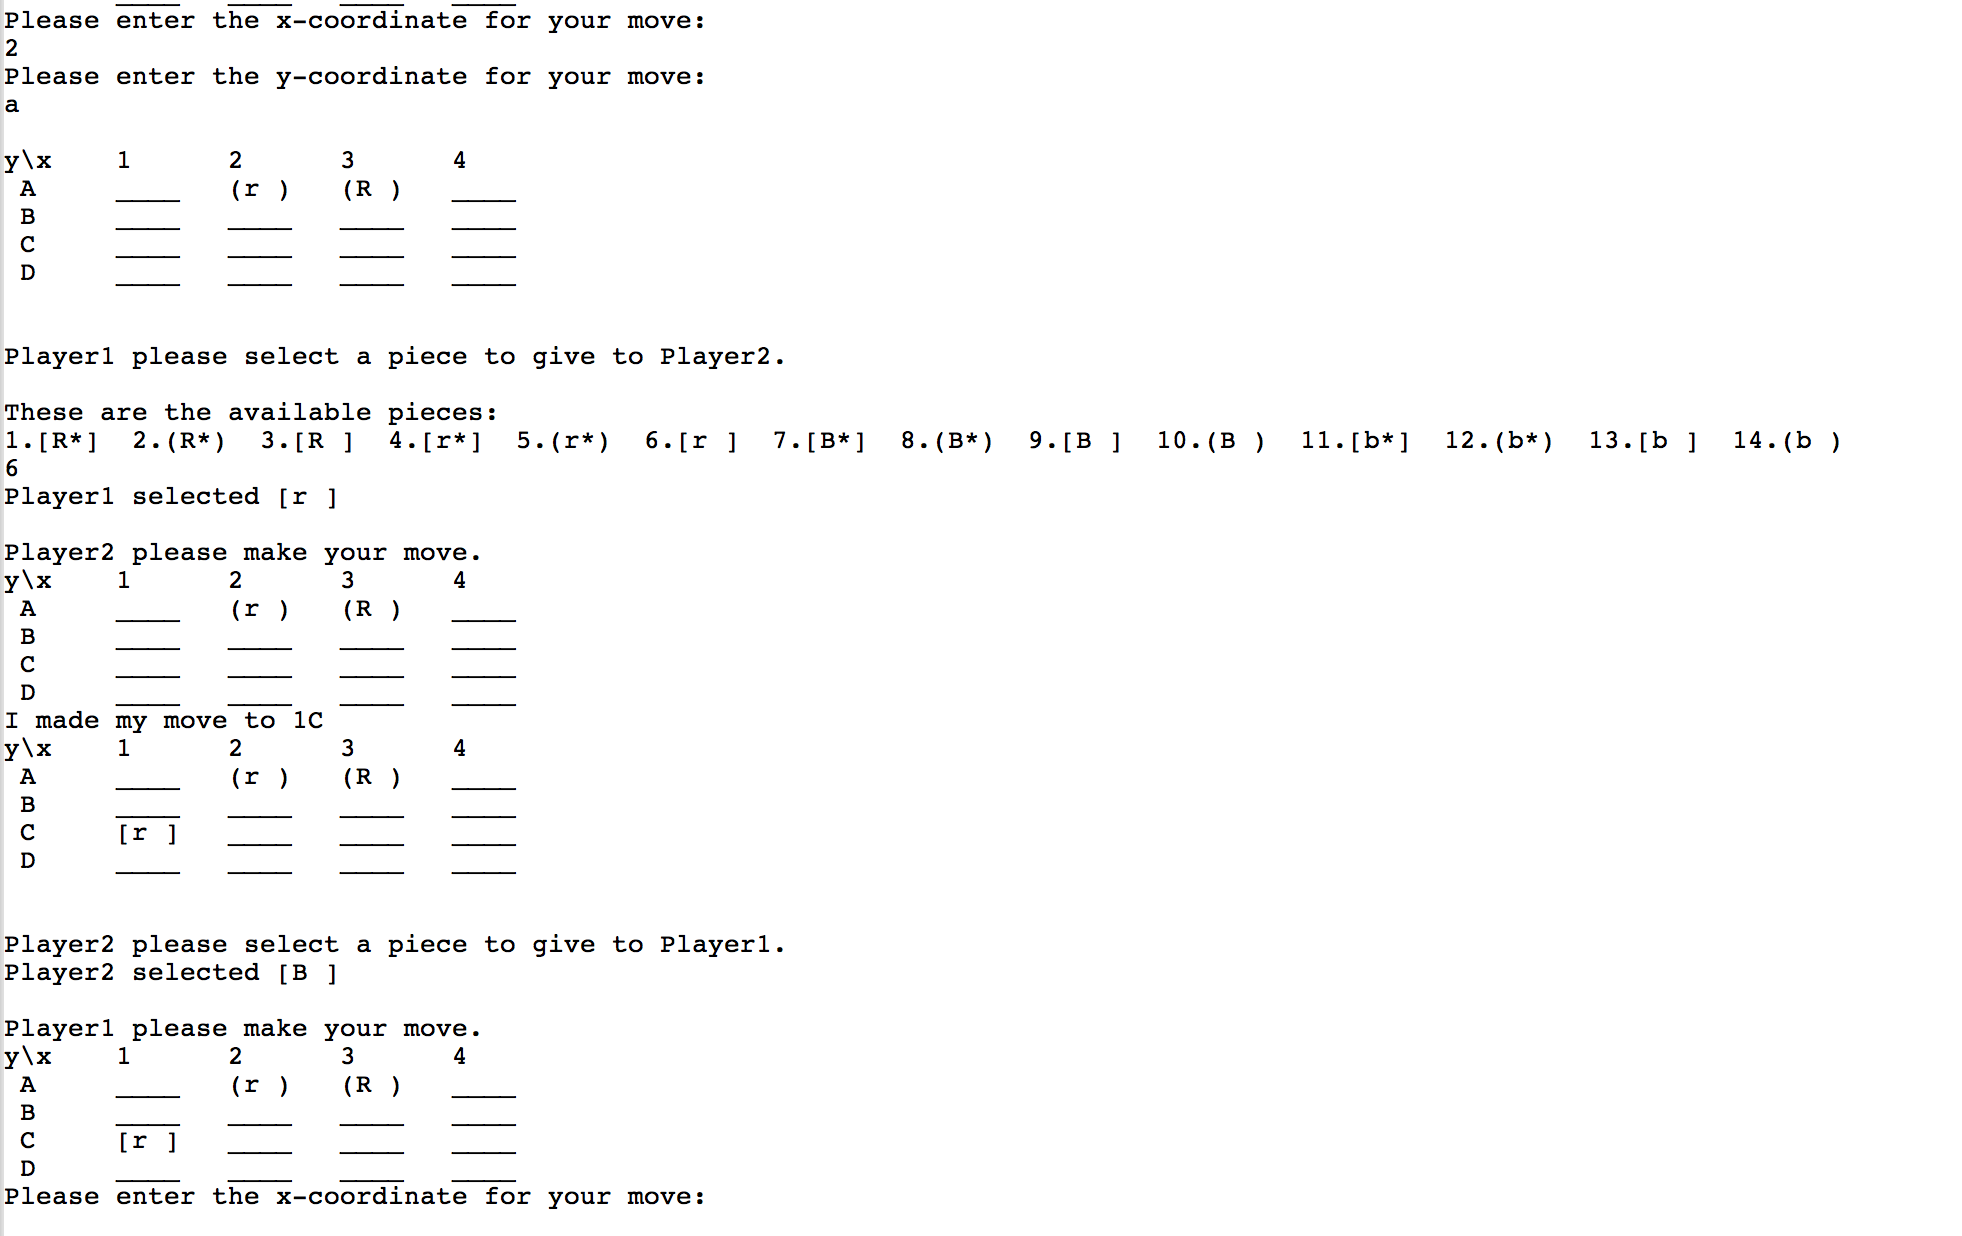 Please enter the x-coordinate for your move:
2
Please enter the y-coordinate for your move:
a
y\x     1      2      3      4
 A     ____   (r )   (R )   ____
 B     ____   ____   ____   ____
 C     ____   ____   ____   ____
 D     ____   ____   ____   ____
Player1 please select a piece to give to Player2.
These are the available pieces:
1.[R*]  2.(R*)  3.[R ]  4.[r*]  5.(r*)  6.[r ]  7.[B*]  8.(B*)  9.[B ]  10.(B )  11.[b*]  12.(b*)  13.[b ]  14.(b )
6
Player1 selected [r ]
Player2 please make your move.
y\x     1      2      3      4
 A     ____   (r )   (R )   ____
 B     ____   ____   ____   ____
 C     ____   ____   ____   ____
 D     ____   ____   ____   ____
I made my move to 1C
y\x     1      2      3      4
 A     ____   (r )   (R )   ____
 B     ____   ____   ____   ____
 C     [r ]   ____   ____   ____
 D     ____   ____   ____   ____
Player2 please select a piece to give to Player1.
Player2 selected [B ]
Player1 please make your move.
y\x     1      2      3      4
 A     ____   (r )   (R )   ____
 B     ____   ____   ____   ____
 C     [r ]   ____   ____   ____
 D     ____   ____   ____   ____
Please enter the x-coordinate for your move: